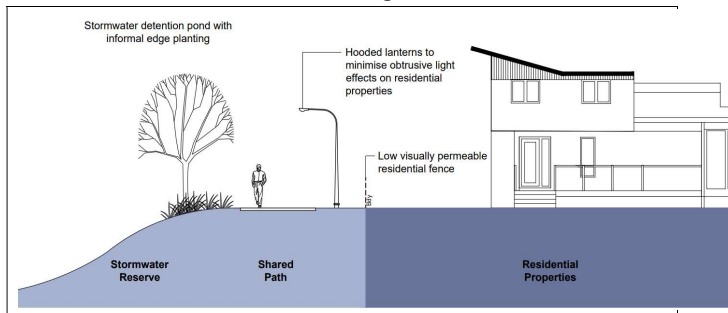 Stormwater detention pond with
informal edge planting
Hooded lanterns to
minimise obtrusive light
effects on residential
properties
Low visually permeable
residential fence
Stormwater
Reserve
Shared
Path
Residential
Properties